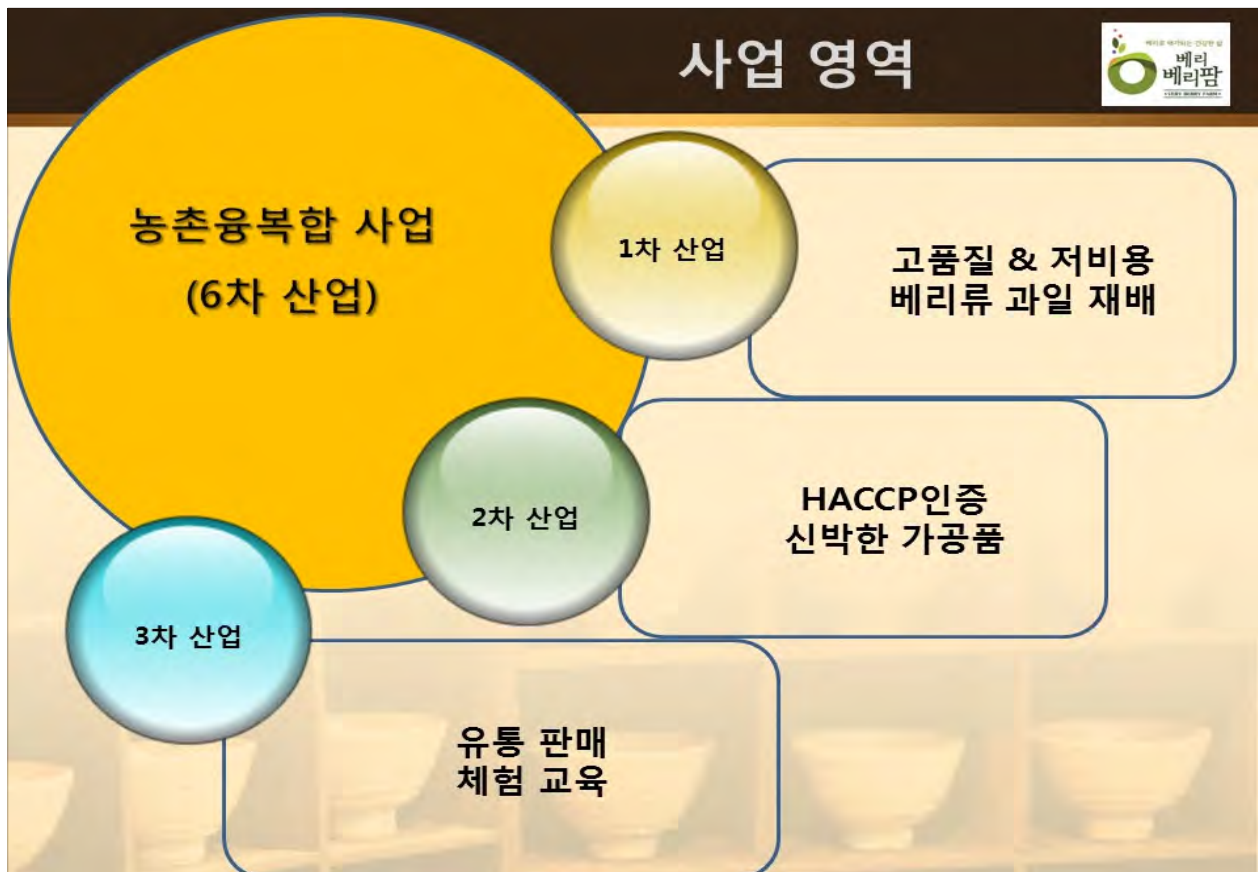 사업 영역
베리
베리팜
농촌융복합 사업
(6차 산업)
1차 산업
고품질 & 저비용
베리류 과일 재배
2차 산업
HACCP인증
신박한 가공품
3차 산업
유통 판매
체험 교육